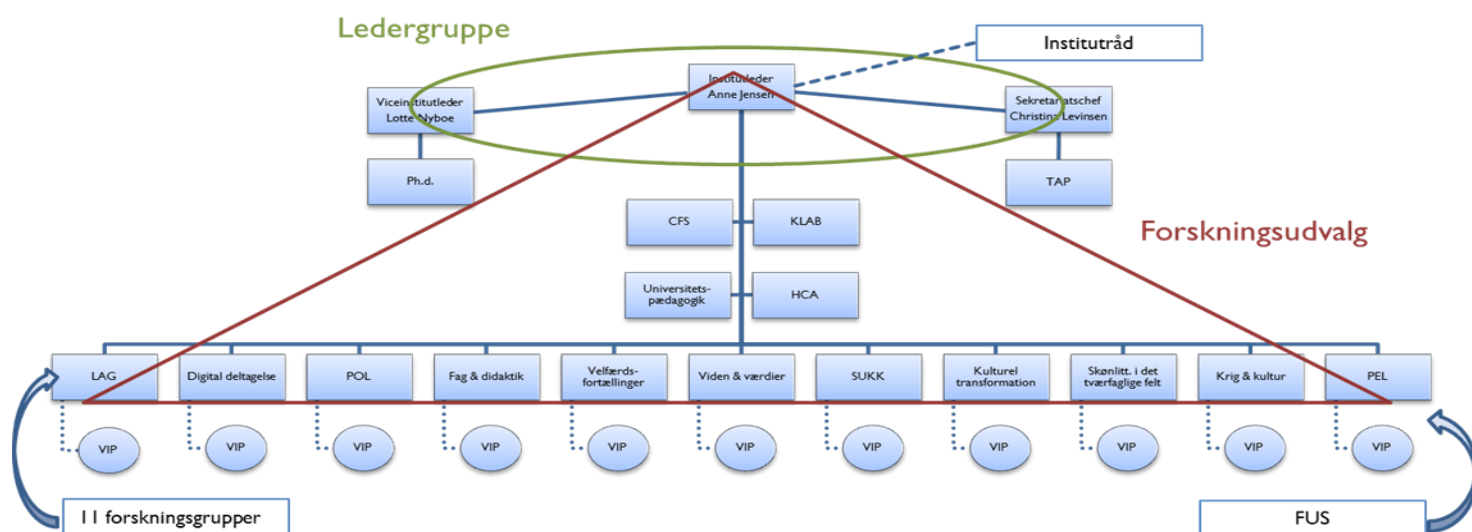 Ledergruppe
Institutråd
Institutleder
Anne Jensen
Viceinstitutleder
Lotte Nyboe
Sekretariatschef
Christina Levinsen
Ph.d.
TAP
CFS
KLAB
Forskningsudvalg
Universitets-
pædagogik
HCA
LAG
Digital deltagelse
POL
Fag & didaktik
Velfærds-
fortællinger
Viden & værdier
SUKK
Kulturel
transformation
Skønlitt. i det
tværfaglige felt
Krig & kultur
PEL
VIP
VIP
VIP
VIP
VIP
VIP
VIP
VIP
VIP
VIP
VIP
11 forskningsgrupper
FUS